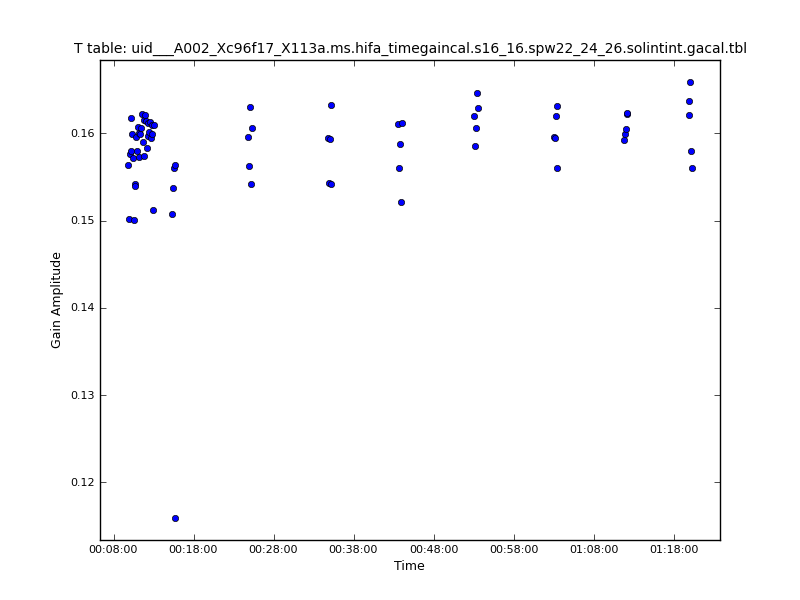 T table: uid___A002_Xc96f17_X113a.ms.hifa_timegaincal.s16_16.spw22_24_26.solintint.gacal.tbl
Gain Amplitude
0.16
0.15
0.14
0.13
0.12
00:08:00 00:18:00 00:28:00 00:38:00 00:48:00 00:58:00 01:08:00 01:18:00
Time